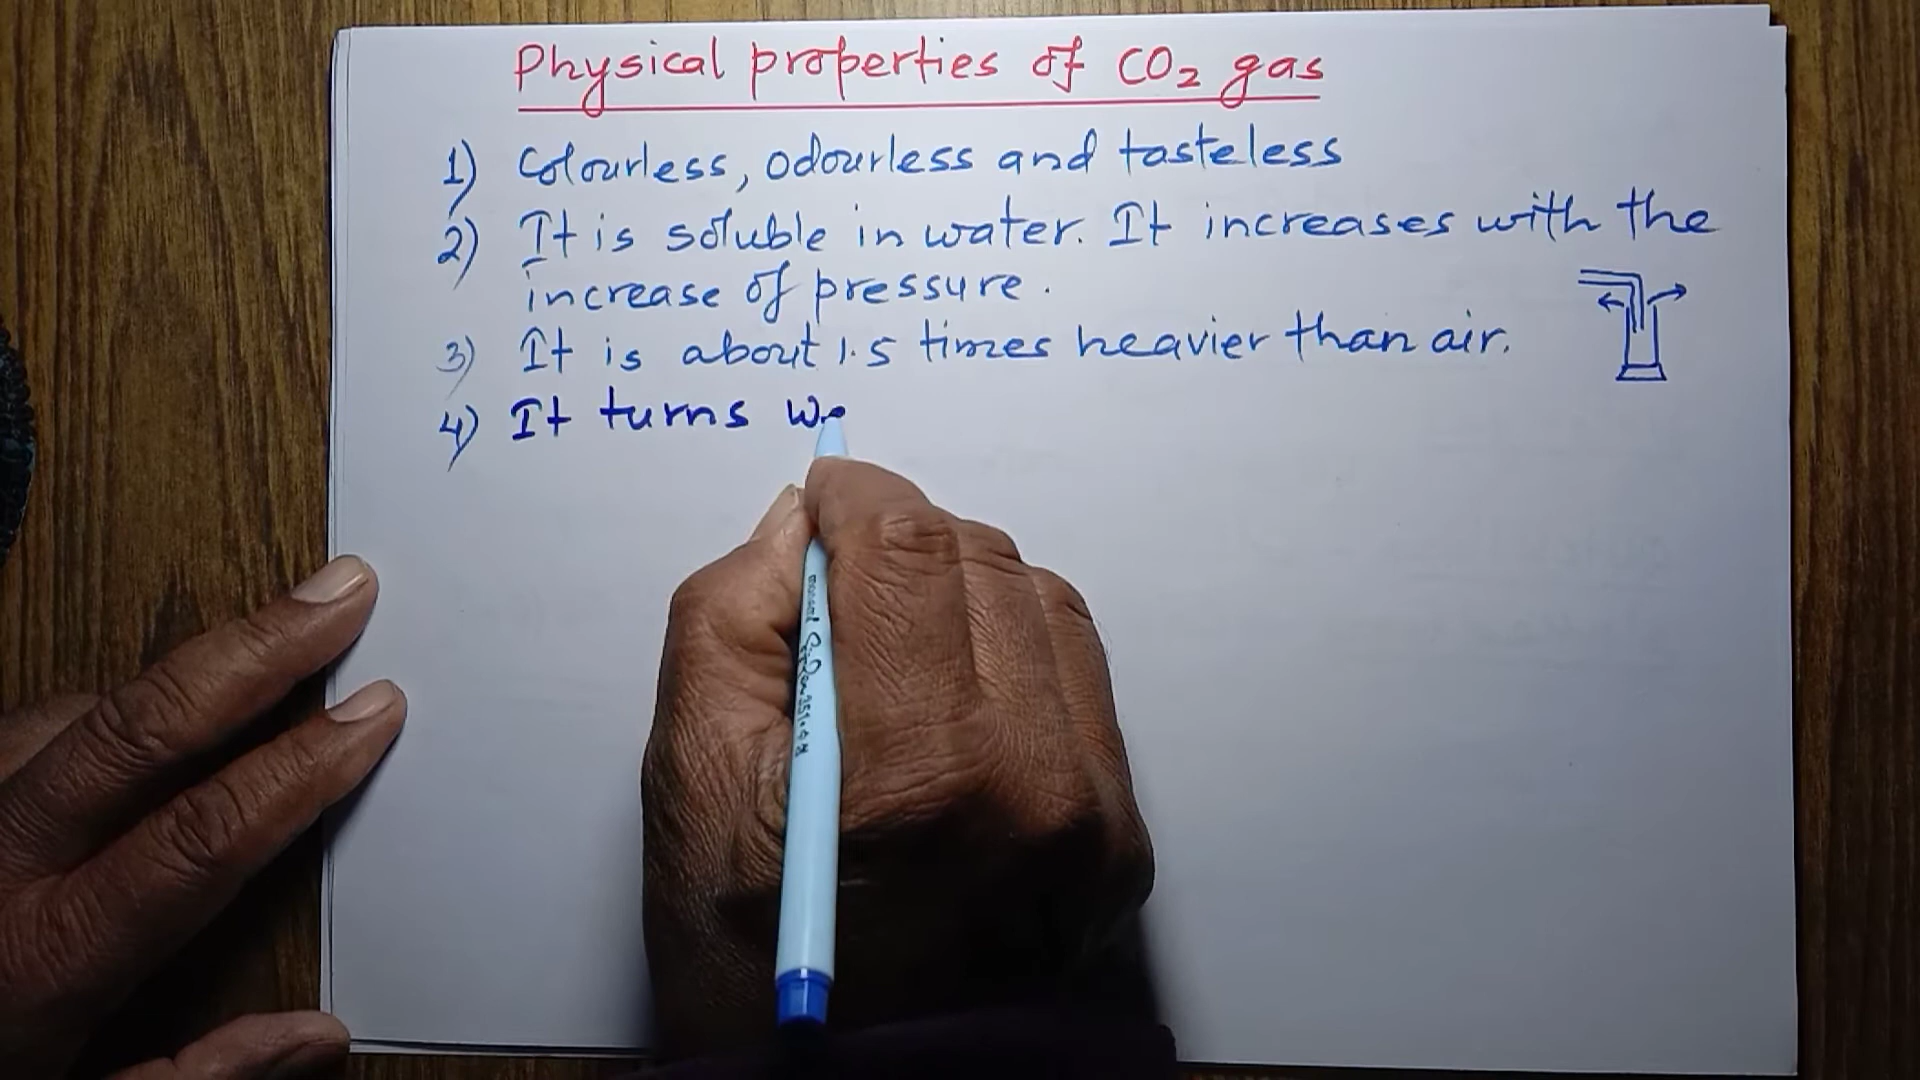 Physical properties of CO₂ gas
1) Colourless, odourless and tasteless
2) It is soluble in water. It increases with the
increase of pressure.
3) It is about 1.5 times heavier than air.
4) It turns w